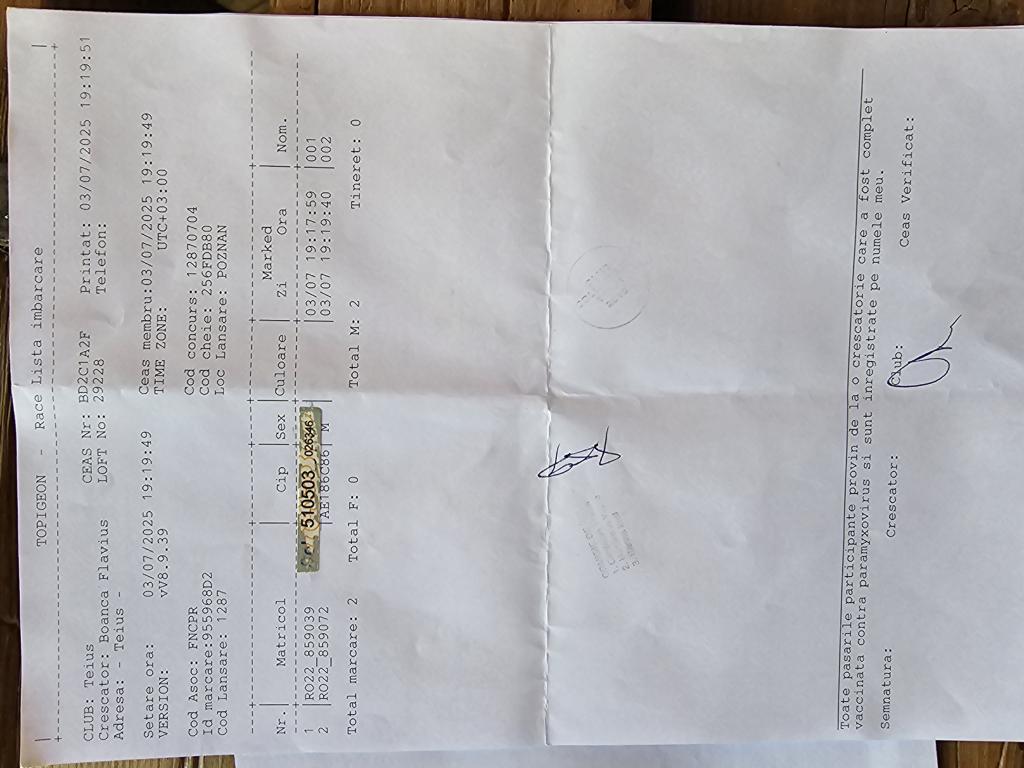 TOPIGEON - Race Lista imbarcare
CLUB: Teius CEAS Nr: BD2C1A2F Printat: 03/07/2025 19:19:51
Crescator: Boanca Flavius LOFT No: 29228 Telefon:
Adresa: - Teius -
Setare ora: 03/07/2025 19:19:49 Ceas membru:03/07/2025 19:19:49
VERSION: vV8.9.39 TIME ZONE: UTC+03:00
Cod Asoc: FNCPR Cod concurs: 12870704
Id marcare:955968D2 Cod cheie: 256FDB80
Cod Lansare: 1287 Loc Lansare: POZNAN
Marked
Nr.| Matricol | Cip |Sex |Culoare | Zi Ora | Nom.
1 |RO22_859039 510503 026346 |03/07 19:17:59 |001
2 |RO22_859072 |AE166C86 | M | |03/07 19:19:40 |002
Total marcare: 2 Total F: 0 Total M: 2 Tineret: 0
Toate pasarile participante provin de la o crescatorie care a fost complet
vaccinata contra paramyxovirus si sunt inregistrate pe numele meu.
Semnatura:
Crescator: Club: Ceas Verificat: